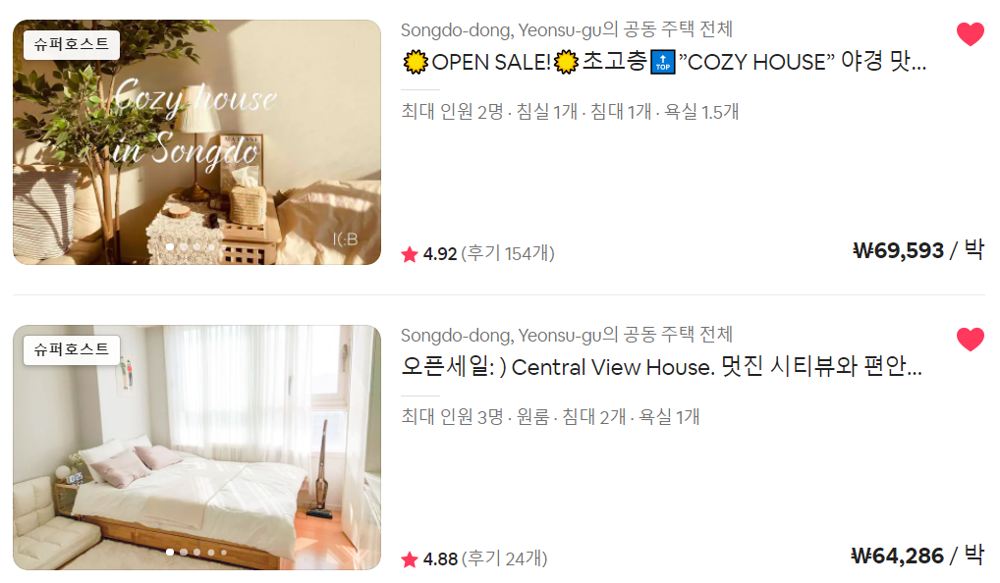 슈퍼호스트
Cozy house
in Songdo
I(:B
Songdo-dong, Yeonsu-gu의 공동 주택 전체
OPEN SALE! 초고층 TOP ”COZY HOUSE” 야경 맛...
최대 인원 2명 · 침실 1개 · 침대 1개 · 욕실 1.5개
4.92 (후기 154개)
₩69,593 / 박
슈퍼호스트
Songdo-dong, Yeonsu-gu의 공동 주택 전체
오픈세일: ) Central View House. 멋진 시티뷰와 편안...
최대 인원 3명 · 원룸 · 침대 2개 · 욕실 1개
4.88 (후기 24개)
₩64,286 / 박